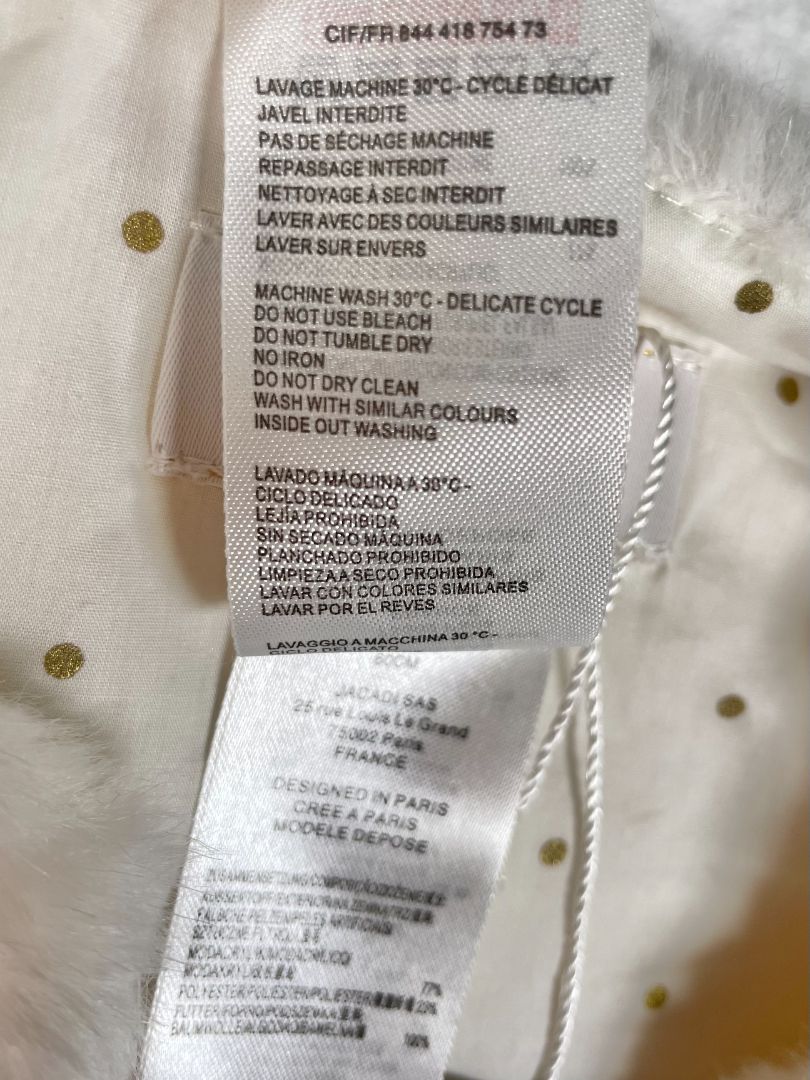 CIF/FR 844 418 754 73
LAVAGE MACHINE 30°C - CYCLE DÉLICAT
JAVEL INTERDITE
PAS DE SÉCHAGE MACHINE
REPASSAGE INTERDIT
NETTOYAGE À SEC INTERDIT
LAVER AVEC DES COULEURS SIMILAIRES
LAVER SUR ENVERS
MACHINE WASH 30°C - DELICATE CYCLE
DO NOT USE BLEACH
DO NOT TUMBLE DRY
NO IRON
DO NOT DRY CLEAN
WASH WITH SIMILAR COLOURS
INSIDE OUT WASHING
LAVADO MÁQUINA A 30°C -
CICLO DELICADO
LEJÍA PROHIBIDA
SIN SECADO MÁQUINA
PLANCHADO PROHIBIDO
LIMPIEZA A SECO PROHIBIDA
LAVAR CON COLORES SIMILARES
LAVAR POR EL REVES
LAVAGGIO A MACCHINA 30 °C -
CICLO DELICATO
60CM
JACADI SAS
25 rue Louis Le Grand
75002 Paris
FRANCE
DESIGNED IN PARIS
CREE A PARIS
MODELE DEPOSE
77%
100%